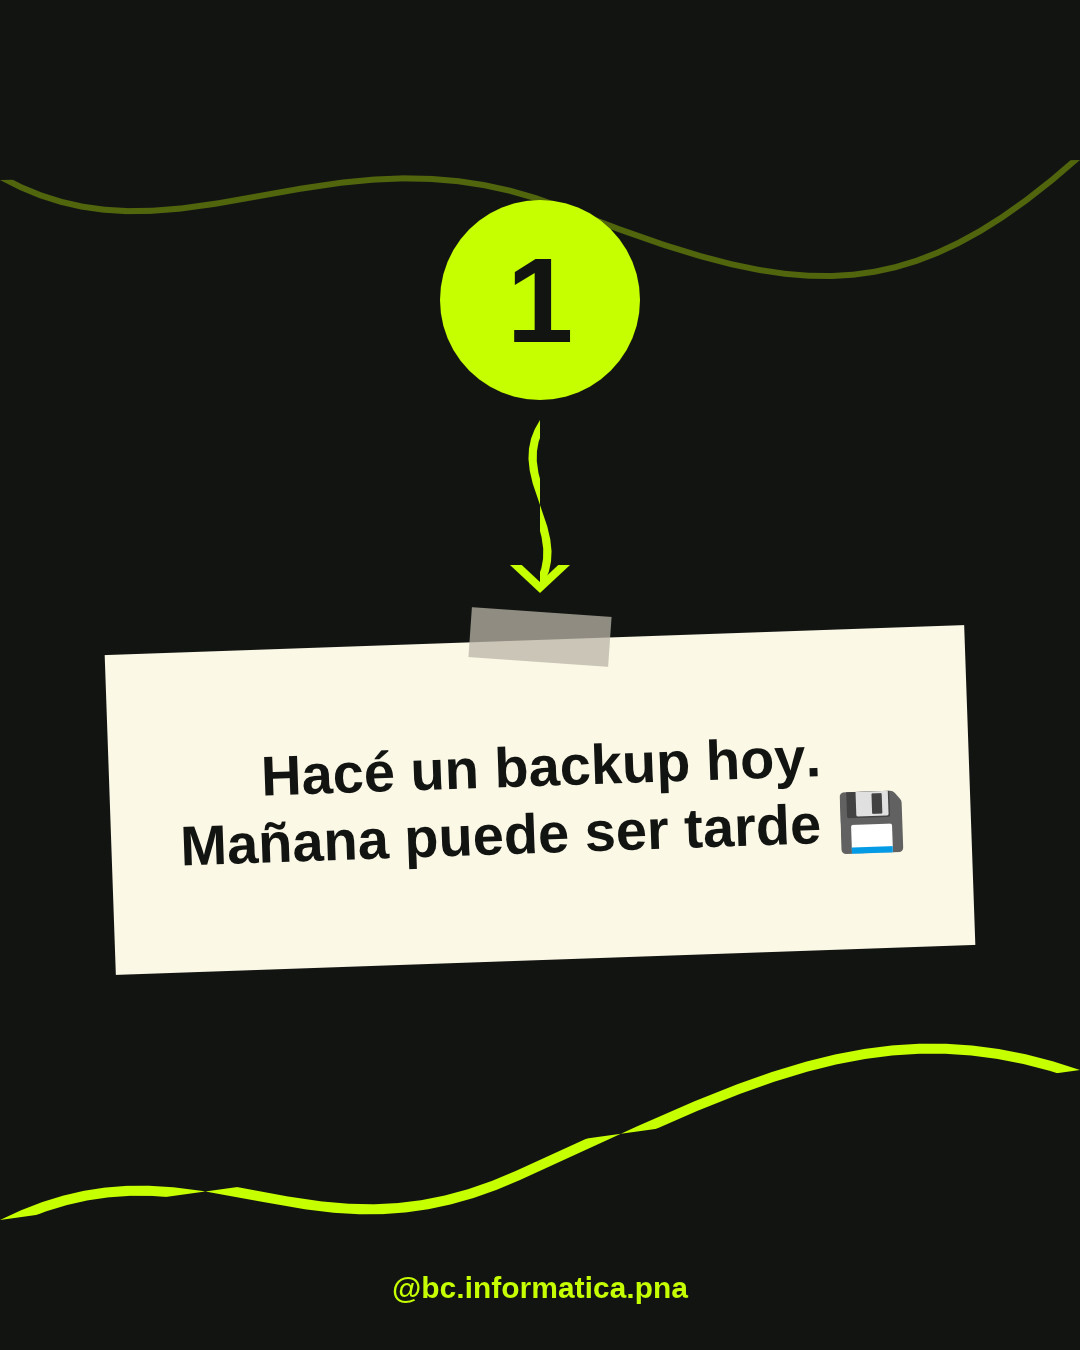 1
Hacé un backup hoy.
Mañana puede ser tarde 💾
@bc.informatica.pna